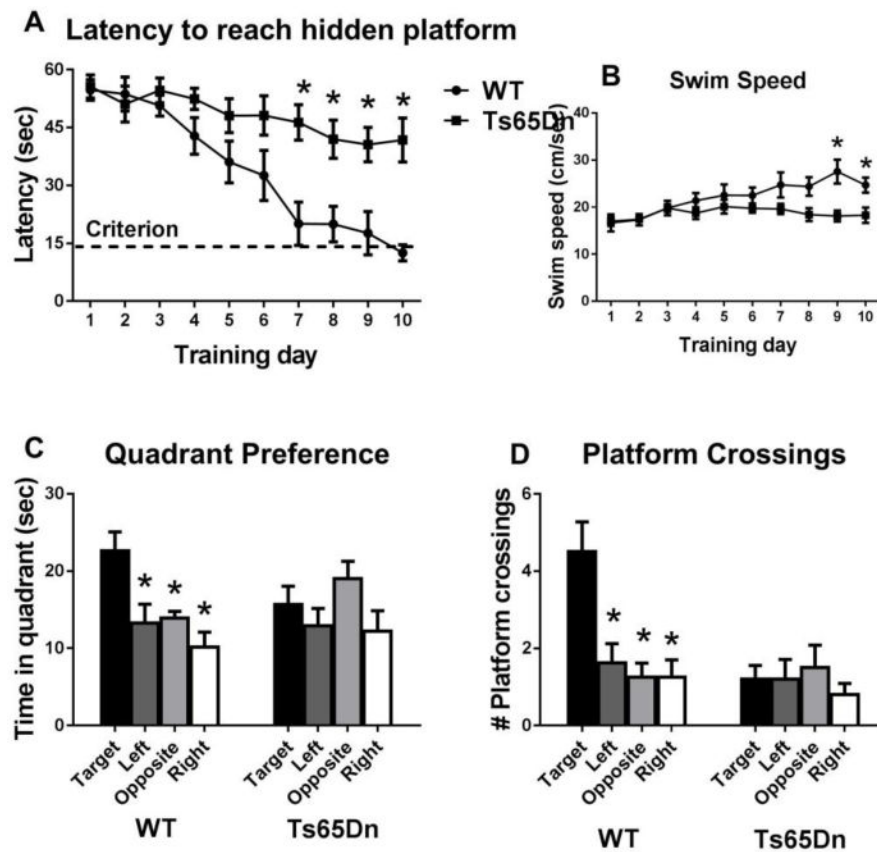 A Latency to reach hidden platform
60
45
30
15
0
Latency (sec)
Criterion
* * * *
1 2 3 4 5 6 7 8 9 10
Training day
WT
Ts65Dn
B Swim Speed
40
30
20
10
0
Swim speed (cm/sec)
* *
1 2 3 4 5 6 7 8 9 10
Training day
C Quadrant Preference
30
20
10
0
Time in quadrant (sec)
* * *
Target Left Opposite Right Target Left Opposite Right
WT Ts65Dn
D Platform Crossings
6
4
2
0
# Platform crossings
* * *
Target Left Opposite Right Target Left Opposite Right
WT Ts65Dn